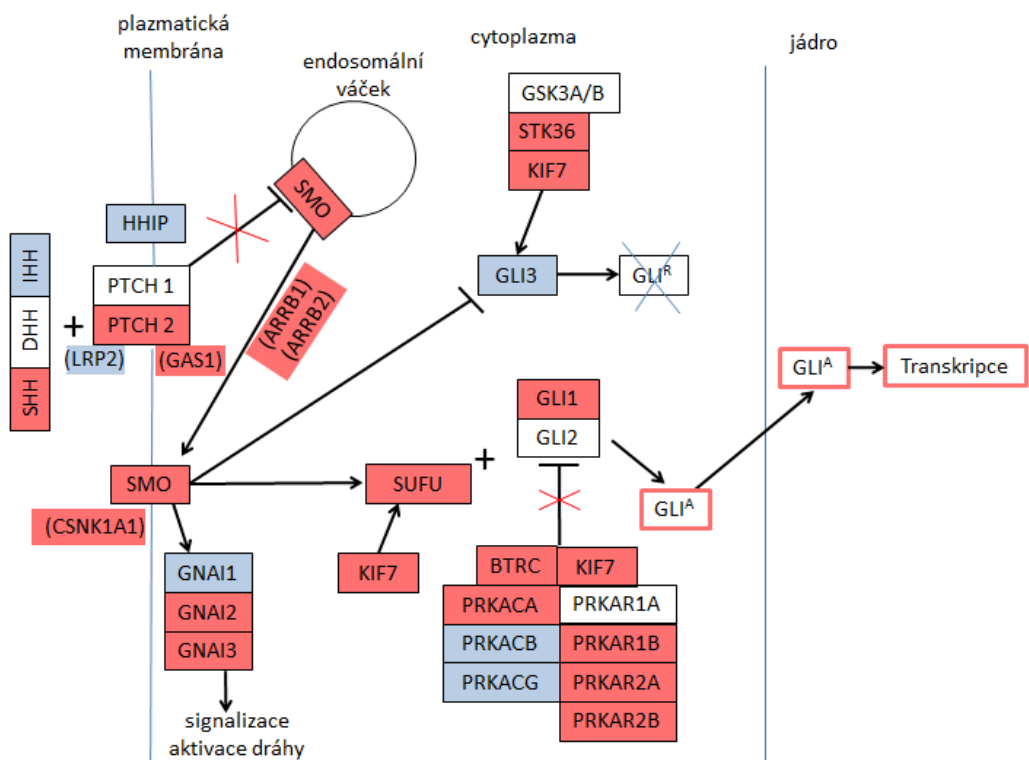 plazmatická
membrána
endosomální
váček
cytoplazma
jádro
GSK3A/B
STK36
KIF7
SMO
HHIP
IHH
DHH
SHH
+
PTCH 1
PTCH 2
(LRP2)
(GAS1)
(ARRB1)
(ARRB2)
GLI3
GLIᴿ
GLI1
GLI2
GLIᴬ
Transkripce
SMO
(CSNK1A1)
SUFU
+
GLIᴬ
KIF7
GNAI1
GNAI2
GNAI3
BTRC
KIF7
PRKACA
PRKAR1A
PRKACB
PRKAR1B
PRKACG
PRKAR2A
PRKAR2B
signalizace
aktivace dráhy